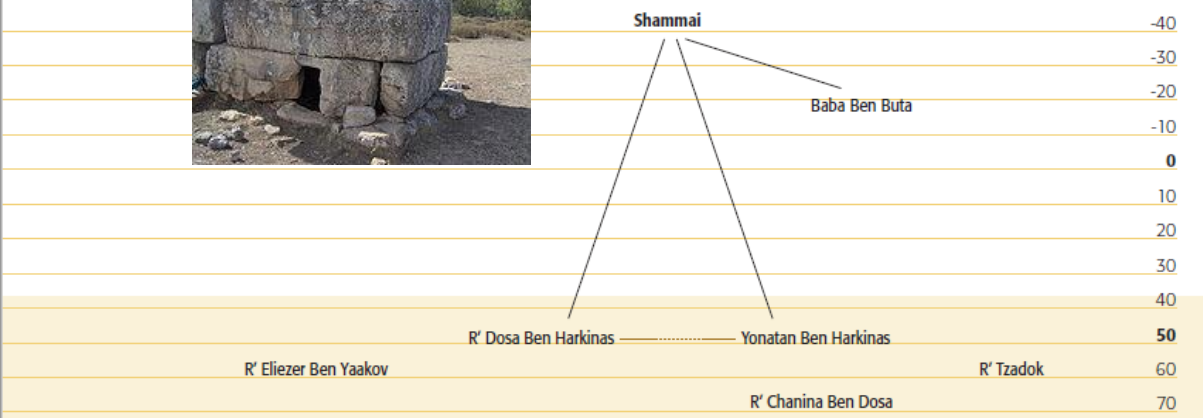 Shammai -40
-30
Baba Ben Buta -20
-10
0
10
20
30
40
R' Dosa Ben Harkinas Yonatan Ben Harkinas 50
R' Eliezer Ben Yaakov R' Tzadok 60
R' Chanina Ben Dosa 70